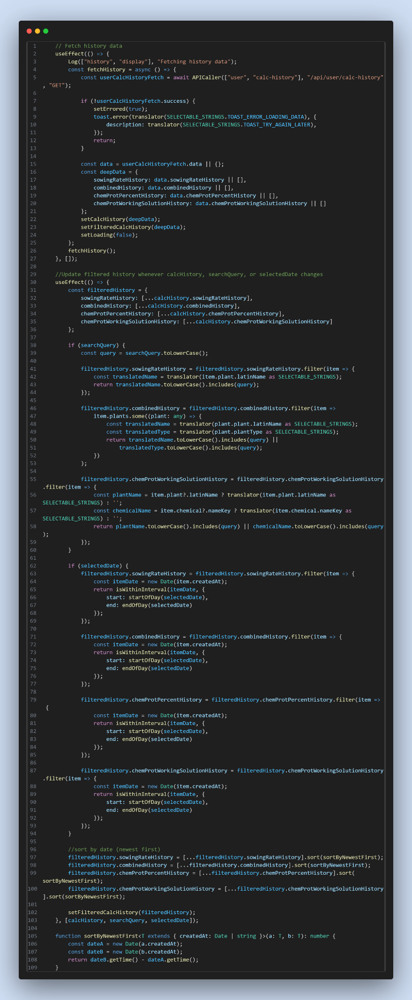 1 // Fetch history data
2 useEffect(() => {
3 Log(["history", "display"], "Fetching history data");
4 const fetchHistory = async () => {
5 const userCalcHistoryFetch = await APICaller(["user", "calc-history"], "/api/user/calc-history"
, "GET");
6
7 if (!userCalcHistoryFetch.success) {
8 setErrored(true);
9 toast.error(translator(SELECTABLE_STRINGS.TOAST_ERROR_LOADING_DATA), {
10 description: translator(SELECTABLE_STRINGS.TOAST_TRY_AGAIN_LATER),
11 });
12 return;
13 }
14
15 const data = userCalcHistoryFetch.data || {};
16 const deepData = {
17 sowingRateHistory: data.sowingRateHistory || [],
18 combinedHistory: data.combinedHistory || [],
19 chemProtPercentHistory: data.chemProtPercentHistory || [],
20 chemProtWorkingSolutionHistory: data.chemProtWorkingSolutionHistory || []
21 };
22 setCalcHistory(deepData);
23 setFilteredCalcHistory(deepData);
24 setLoading(false);
25 };
26 fetchHistory();
27 }, []);
28
29 //Update filtered history whenever calcHistory, searchQuery, or selectedDate changes
30 useEffect(() => {
31 const filteredHistory = {
32 sowingRateHistory: [...calcHistory.sowingRateHistory],
33 combinedHistory: [...calcHistory.combinedHistory],
34 chemProtPercentHistory: [...calcHistory.chemProtPercentHistory],
35 chemProtWorkingSolutionHistory: [...calcHistory.chemProtWorkingSolutionHistory]
36 };
37
38 if (searchQuery) {
39 const query = searchQuery.toLowerCase();
40
41 filteredHistory.sowingRateHistory = filteredHistory.sowingRateHistory.filter(item => {
42 const translatedName = translator(item.plant.latinName as SELECTABLE_STRINGS);
43 return translatedName.toLowerCase().includes(query);
44 });
45
46 filteredHistory.combinedHistory = filteredHistory.combinedHistory.filter(item =>
47 item.plants.some((plant: any) => {
48 const translatedName = translator(plant.plant.latinName as SELECTABLE_STRINGS);
49 const translatedType = translator(plant.plantType as SELECTABLE_STRINGS);
50 return translatedName.toLowerCase().includes(query) ||
51 translatedType.toLowerCase().includes(query);
52 })
53 );
54
55 filteredHistory.chemProtWorkingSolutionHistory = filteredHistory.chemProtWorkingSolutionHistory
.filter(item => {
56 const plantName = item.plant?.latinName ? translator(item.plant.latinName as
SELECTABLE_STRINGS) : '';
57 const chemicalName = item.chemical?.nameKey ? translator(item.chemical.nameKey as
SELECTABLE_STRINGS) : '';
58 return plantName.toLowerCase().includes(query) || chemicalName.toLowerCase().includes(query
);
59 });
60 }
61
62 if (selectedDate) {
63 filteredHistory.sowingRateHistory = filteredHistory.sowingRateHistory.filter(item => {
64 const itemDate = new Date(item.createdAt);
65 return isWithinInterval(itemDate, {
66 start: startOfDay(selectedDate),
67 end: endOfDay(selectedDate)
68 });
69 });
70
71 filteredHistory.combinedHistory = filteredHistory.combinedHistory.filter(item => {
72 const itemDate = new Date(item.createdAt);
73 return isWithinInterval(itemDate, {
74 start: startOfDay(selectedDate),
75 end: endOfDay(selectedDate)
76 });
77 });
78
79 filteredHistory.chemProtPercentHistory = filteredHistory.chemProtPercentHistory.filter(item =>
{
80 const itemDate = new Date(item.createdAt);
81 return isWithinInterval(itemDate, {
82 start: startOfDay(selectedDate),
83 end: endOfDay(selectedDate)
84 });
85 });
86
87 filteredHistory.chemProtWorkingSolutionHistory = filteredHistory.chemProtWorkingSolutionHistory
.filter(item => {
88 const itemDate = new Date(item.createdAt);
89 return isWithinInterval(itemDate, {
90 start: startOfDay(selectedDate),
91 end: endOfDay(selectedDate)
92 });
93 });
94 }
95
96 //sort by date (newest first)
97 filteredHistory.sowingRateHistory = [...filteredHistory.sowingRateHistory].sort(sortByNewestFirst);
98 filteredHistory.combinedHistory = [...filteredHistory.combinedHistory].sort(sortByNewestFirst);
99 filteredHistory.chemProtPercentHistory = [...filteredHistory.chemProtPercentHistory].sort(
sortByNewestFirst);
100 filteredHistory.chemProtWorkingSolutionHistory = [...filteredHistory.chemProtWorkingSolutionHistory
].sort(sortByNewestFirst);
101
102 setFilteredCalcHistory(filteredHistory);
103 }, [calcHistory, searchQuery, selectedDate]);
104
105 function sortByNewestFirst<T extends { createdAt: Date | string }>(a: T, b: T): number {
106 const dateA = new Date(a.createdAt);
107 const dateB = new Date(b.createdAt);
108 return dateB.getTime() - dateA.getTime();
109 }